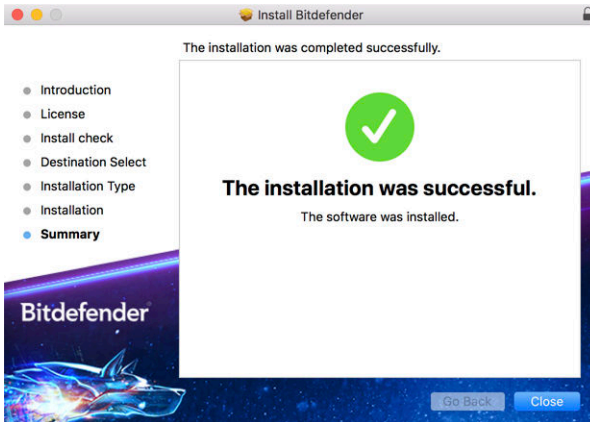 Install Bitdefender
The installation was completed successfully.
Introduction
License
Install check
Destination Select
Installation Type
Installation
Summary
The installation was successful.
The software was installed.
Bitdefender
Go Back
Close